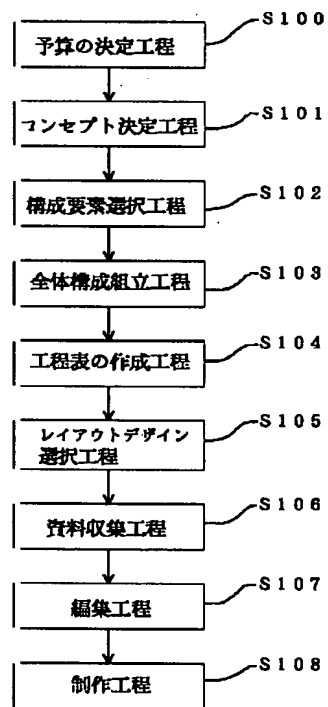 S100
予算の決定工程
S101
コンセプト決定工程
S102
構成要素選択工程
S103
全体構成組立工程
S104
工程表の作成工程
S105
レイアウトデザイン
選択工程
S106
資料収集工程
S107
編集工程
S108
制作工程